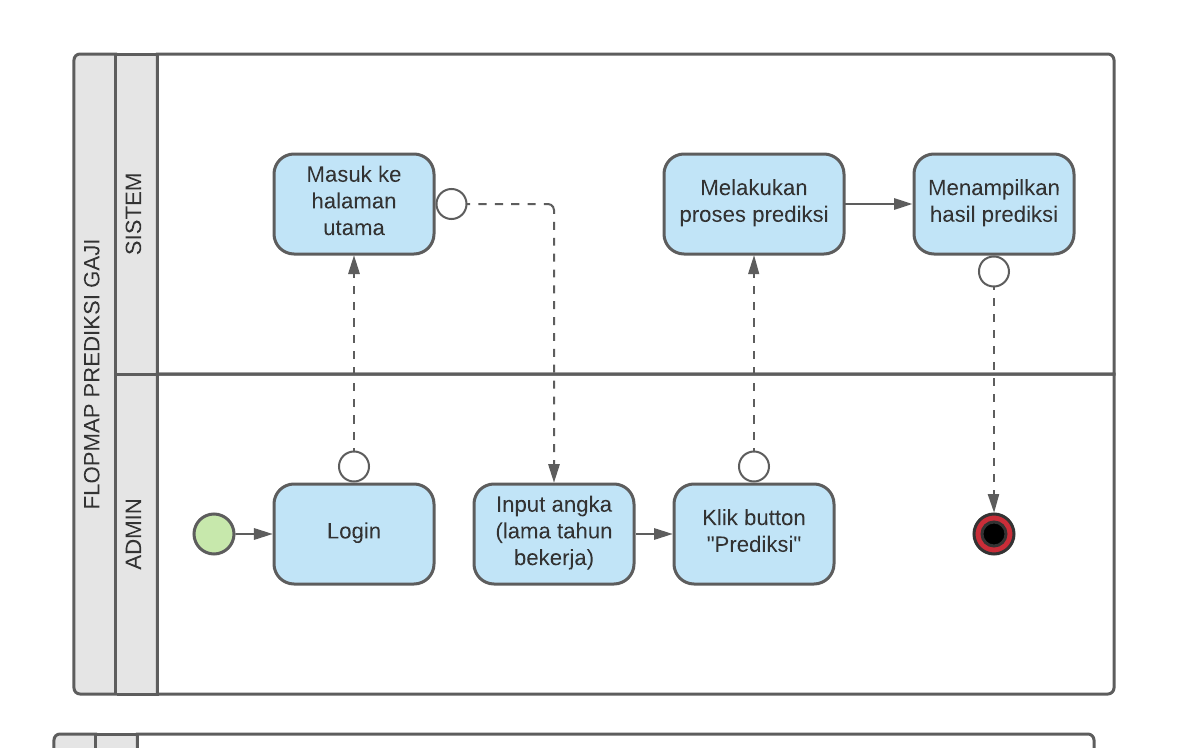 FLOPMAP PREDIKSI GAJI
SISTEM
Masuk ke
halaman
utama
Melakukan
proses prediksi
Menampilkan
hasil prediksi
ADMIN
Login
Input angka
(lama tahun
bekerja)
Klik button
"Prediksi"